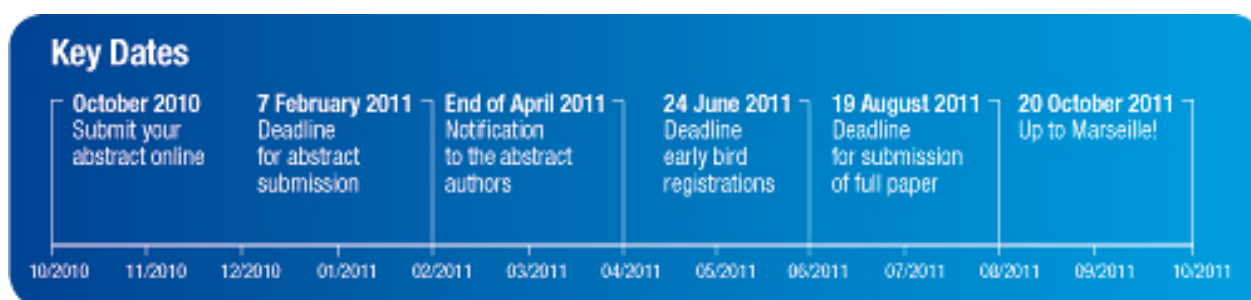 Key Dates
October 2010
Submit your
abstract online
7 February 2011
Deadline
for abstract
submission
End of April 2011
Notification
to the abstract
authors
24 June 2011
Deadline
early bird
registrations
19 August 2011
Deadline
for submission
of full paper
20 October 2011
Up to Marseille!
10/2010 11/2010 12/2010 01/2011 02/2011 03/2011 04/2011 05/2011 06/2011 07/2011 08/2011 09/2011 10/2011